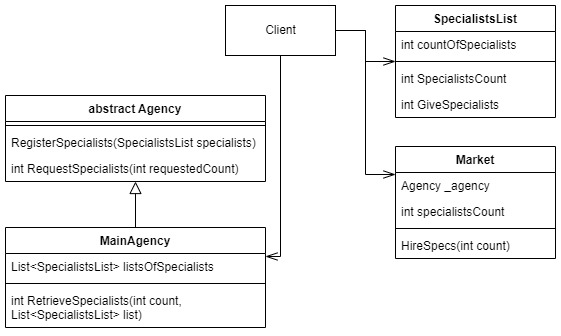 Client
SpecialistsList
int countOfSpecialists
int SpecialistsCount
int GiveSpecialists
abstract Agency
RegisterSpecialists(SpecialistsList specialists)
int RequestSpecialists(int requestedCount)
Market
Agency _agency
int specialistsCount
HireSpecs(int count)
MainAgency
List<SpecialistsList> listsOfSpecialists
int RetrieveSpecialists(int count,
List<SpecialistsList> list)